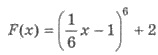 F(x) = (1/6 x − 1)^6 + 2